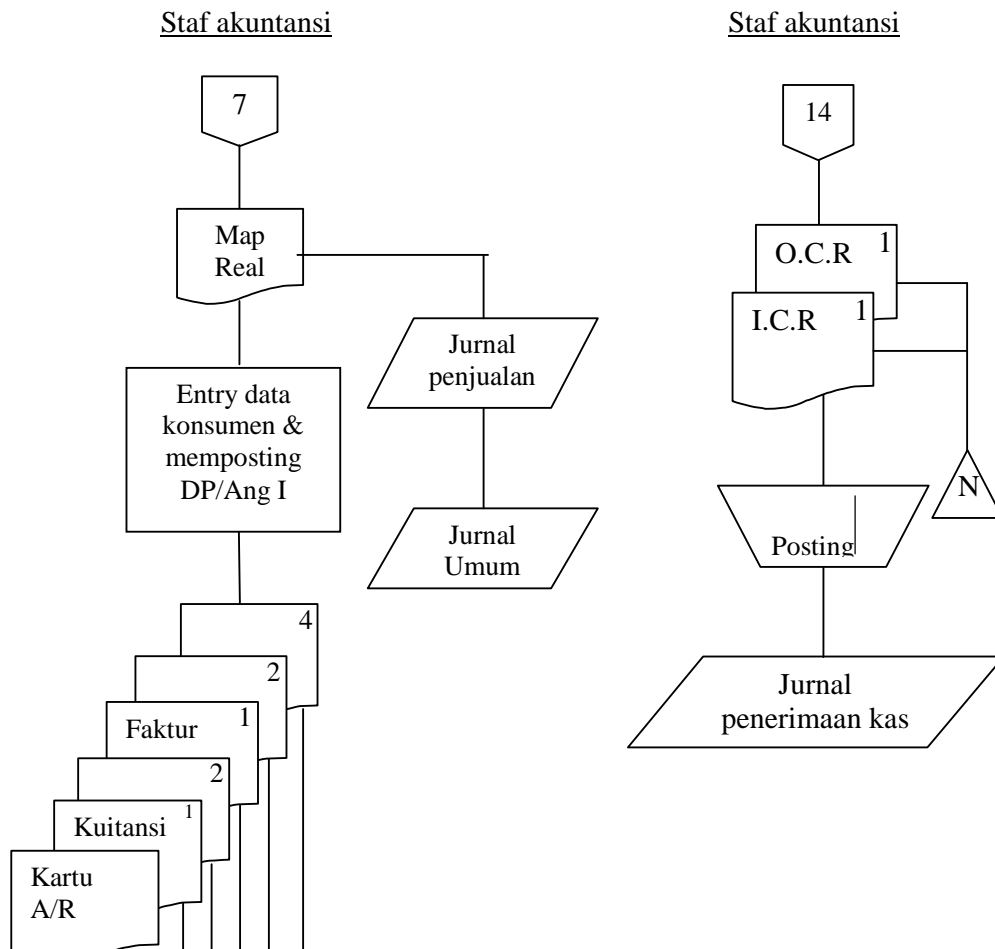 Staf akuntansi
7
Map
Real
Jurnal
penjualan
Entry data
konsumen &
memposting
DP/Ang I
Jurnal
Umum
4
2
Faktur 1
2
Kuitansi 1
Kartu
A/R
Staf akuntansi
14
O.C.R 1
I.C.R 1
N
Posting
Jurnal
penerimaan kas